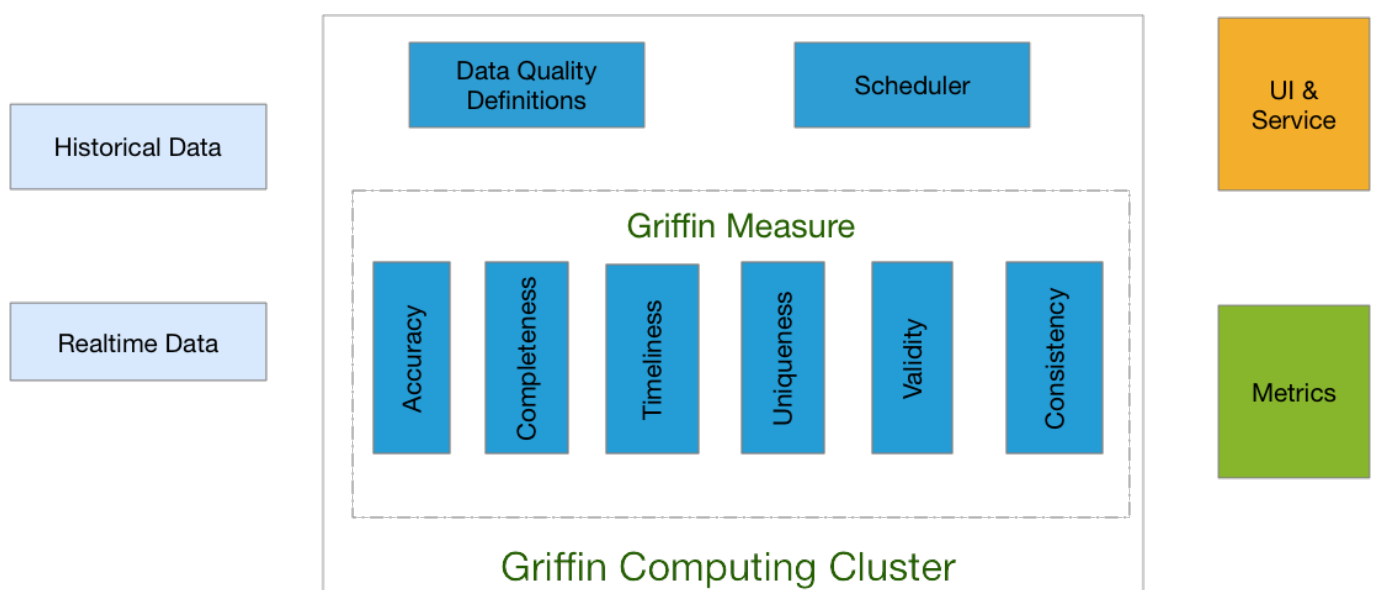 Historical Data
Realtime Data
Data Quality
Definitions
Scheduler
Griffin Measure
Accuracy
Completeness
Timeliness
Uniqueness
Validity
Consistency
Griffin Computing Cluster
UI &
Service
Metrics